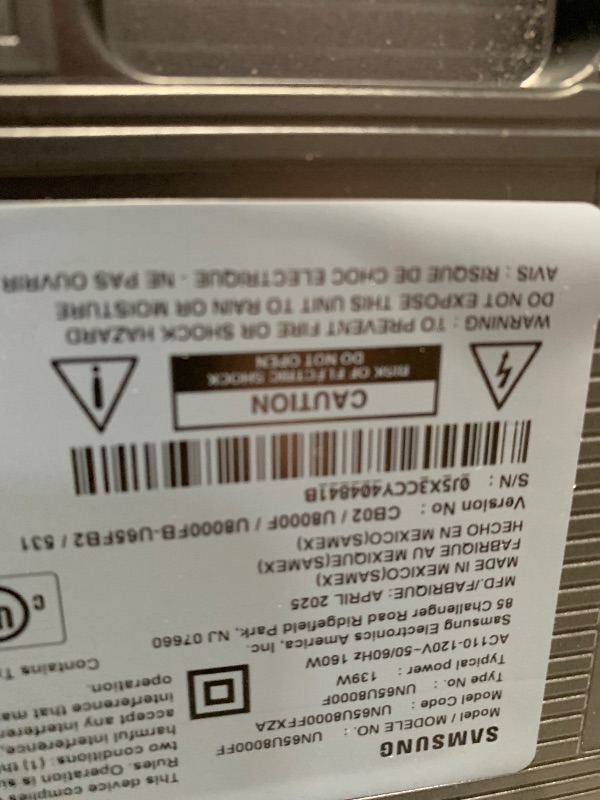 SAMSUNG
Model / MODELE NO. : UN65U8000FF
Model Code : UN65U8000FFXZA
Type No. : UN65U8000F
Typical power : 139W
AC110-120V~50/60Hz 160W
Samsung Electronics America, Inc.
85 Challenger Road Ridgefield Park, NJ 07660
MFD./FABRIQUE: APRIL 2025
MADE IN MEXICO(SAMEX)
FABRIQUE AU MEXIQUE(SAMEX)
HECHO EN MEXICO(SAMEX)
Version No : CB02 / U8000F / U8000FB-U65FB2 / 531
S/N : 0J5X3CCY404841B
This device complies
Rules. Operation is
two conditions: (1) th
harmful interference,
accept any
interference that ma
operation.
Contains
C
U
CAUTION
RISK OF ELECTRIC SHOCK
DO NOT OPEN
WARNING : TO PREVENT FIRE OR SHOCK HAZARD
DO NOT EXPOSE THIS UNIT TO RAIN OR MOISTURE
AVIS : RISQUE DE CHOC ELECTRIQUE - NE PAS OUVRIR